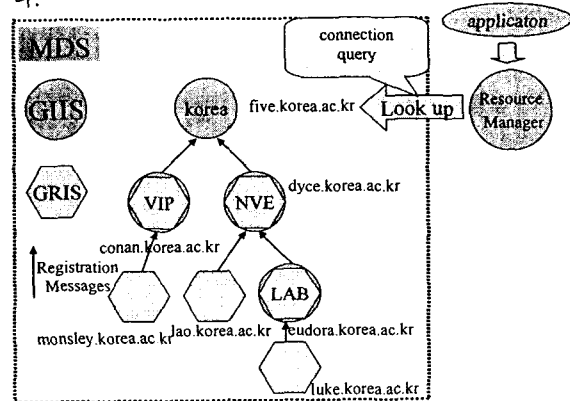 MDS
connection
query
applicaton
GIIS
korea
five.korea.ac.kr
Look up
Resource
Manager
GRIS
VIP
NVE
dyce.korea.ac.kr
conan.korea.ac.kr
Registration
Messages
LAB
monsley.korea.ac.kr
lao.korea.ac.kr
eudora.korea.ac.kr
luke.korea.ac.kr